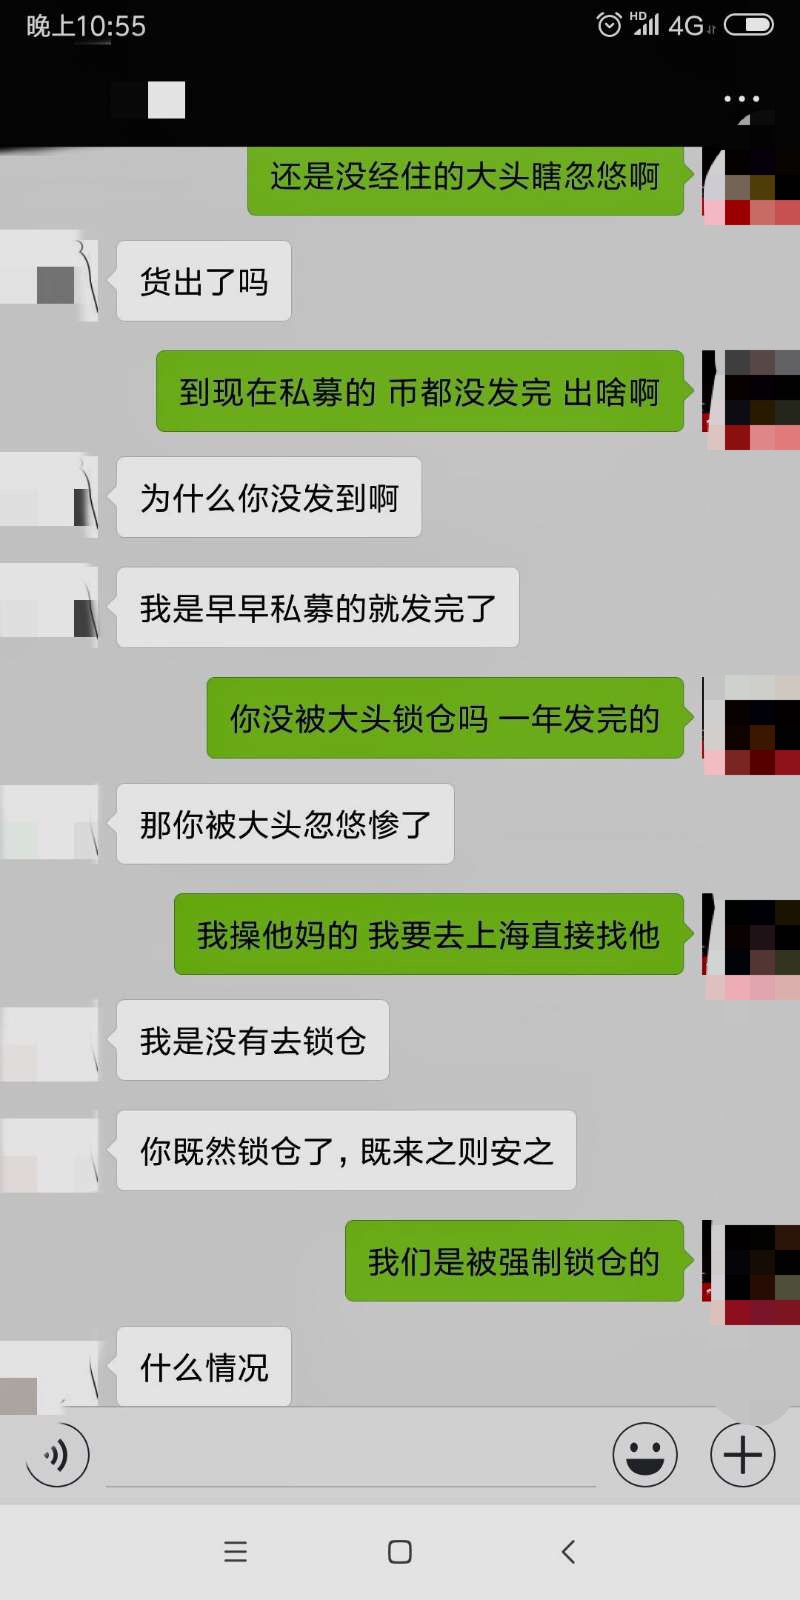 晚上10:55
HD
4G
还是没经住的大头瞎忽悠啊
货出了吗
到现在私募的 币都没发完 出啥啊
为什么你没发到啊
我是早早私募的就发完了
你没被大头锁仓吗 一年发完的
那你被大头忽悠惨了
我操他妈的 我要去上海直接找他
我是没有去锁仓
你既然锁仓了，既来之则安之
我们是被强制锁仓的
什么情况